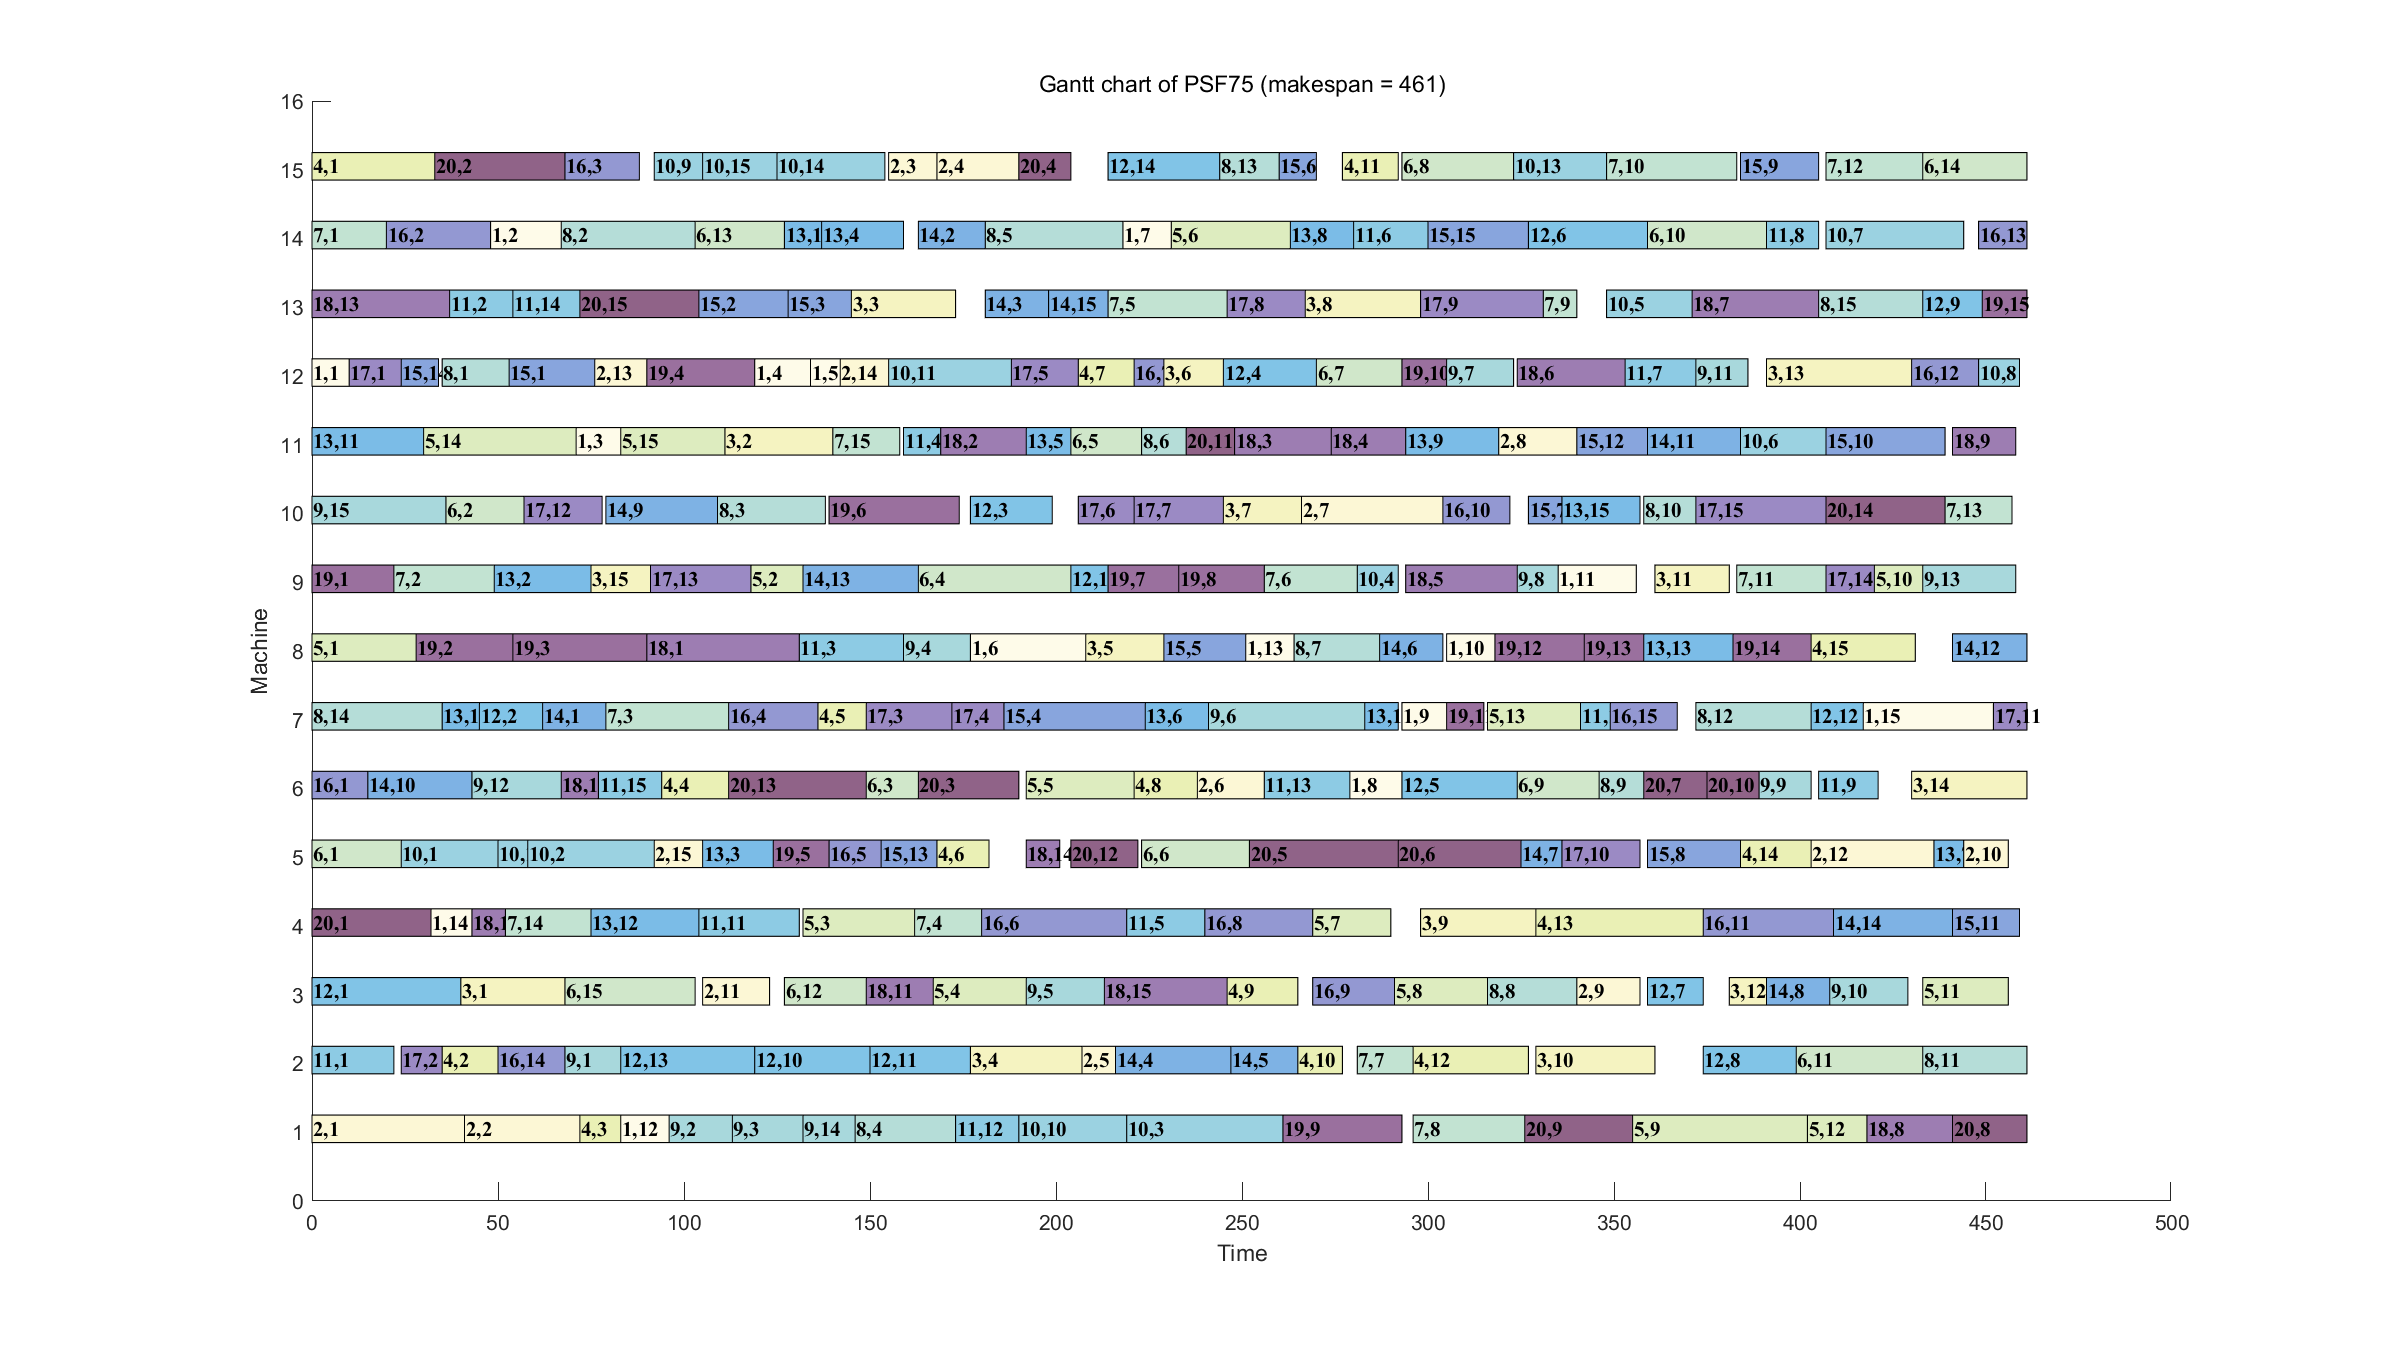 Gantt chart of PSF75 (makespan = 461)
16
15 4,1 20,2 16,3 10,9 10,15 10,14 2,3 2,4 20,4 12,14 8,13 15,6 4,11 6,8 10,13 7,10 15,9 7,12 6,14
14 7,1 16,2 1,2 8,2 6,13 13,1 13,4 14,2 8,5 1,7 5,6 13,8 11,6 15,15 12,6 6,10 11,8 10,7 16,13
13 18,13 11,2 11,14 20,15 15,2 15,3 3,3 14,3 14,15 7,5 17,8 3,8 17,9 7,9 10,5 18,7 8,15 12,9 19,15
12 1,1 17,1 15,14 8,1 15,1 2,13 19,4 1,4 1,5 2,14 10,11 17,5 4,7 16, 3,6 12,4 6,7 19,10 9,7 18,6 11,7 9,11 3,13 16,12 10,8
11 13,11 5,14 1,3 5,15 3,2 7,15 11,4 18,2 13,5 6,5 8,6 20,11 18,3 18,4 13,9 2,8 15,12 14,11 10,6 15,10 18,9
10 9,15 6,2 17,12 14,9 8,3 19,6 12,3 17,6 17,7 3,7 2,7 16,10 15,7 13,15 8,10 17,15 20,14 7,13
9 19,1 7,2 13,2 3,15 17,13 5,2 14,13 6,4 12,1 19,7 19,8 7,6 10,4 18,5 9,8 1,11 3,11 7,11 17,14 5,10 9,13
8 5,1 19,2 19,3 18,1 11,3 9,4 1,6 3,5 15,5 1,13 8,7 14,6 1,10 19,12 19,13 13,13 19,14 4,15 14,12
7 8,14 13,1 12,2 14,1 7,3 16,4 4,5 17,3 17,4 15,4 13,6 9,6 13,1 1,9 19,1 5,13 11, 16,15 8,12 12,12 1,15 17,11
6 16,1 14,10 9,12 18,1 11,15 4,4 20,13 6,3 20,3 5,5 4,8 2,6 11,13 1,8 12,5 6,9 8,9 20,7 20,10 9,9 11,9 3,14
5 6,1 10,1 10, 10,2 2,15 13,3 19,5 16,5 15,13 4,6 18,14 20,12 6,6 20,5 20,6 14,7 17,10 15,8 4,14 2,12 13, 2,10
4 20,1 1,14 18,1 7,14 13,12 11,11 5,3 7,4 16,6 11,5 16,8 5,7 3,9 4,13 16,11 14,14 15,11
3 12,1 3,1 6,15 2,11 6,12 18,11 5,4 9,5 18,15 4,9 16,9 5,8 8,8 2,9 12,7 3,12 14,8 9,10 5,11
2 11,1 17,2 4,2 16,14 9,1 12,13 12,10 12,11 3,4 2,5 14,4 14,5 4,10 7,7 4,12 3,10 12,8 6,11 8,11
1 2,1 2,2 4,3 1,12 9,2 9,3 9,14 8,4 11,12 10,10 10,3 19,9 7,8 20,9 5,9 5,12 18,8 20,8
0
Machine
0 50 100 150 200 250 300 350 400 450 500
Time